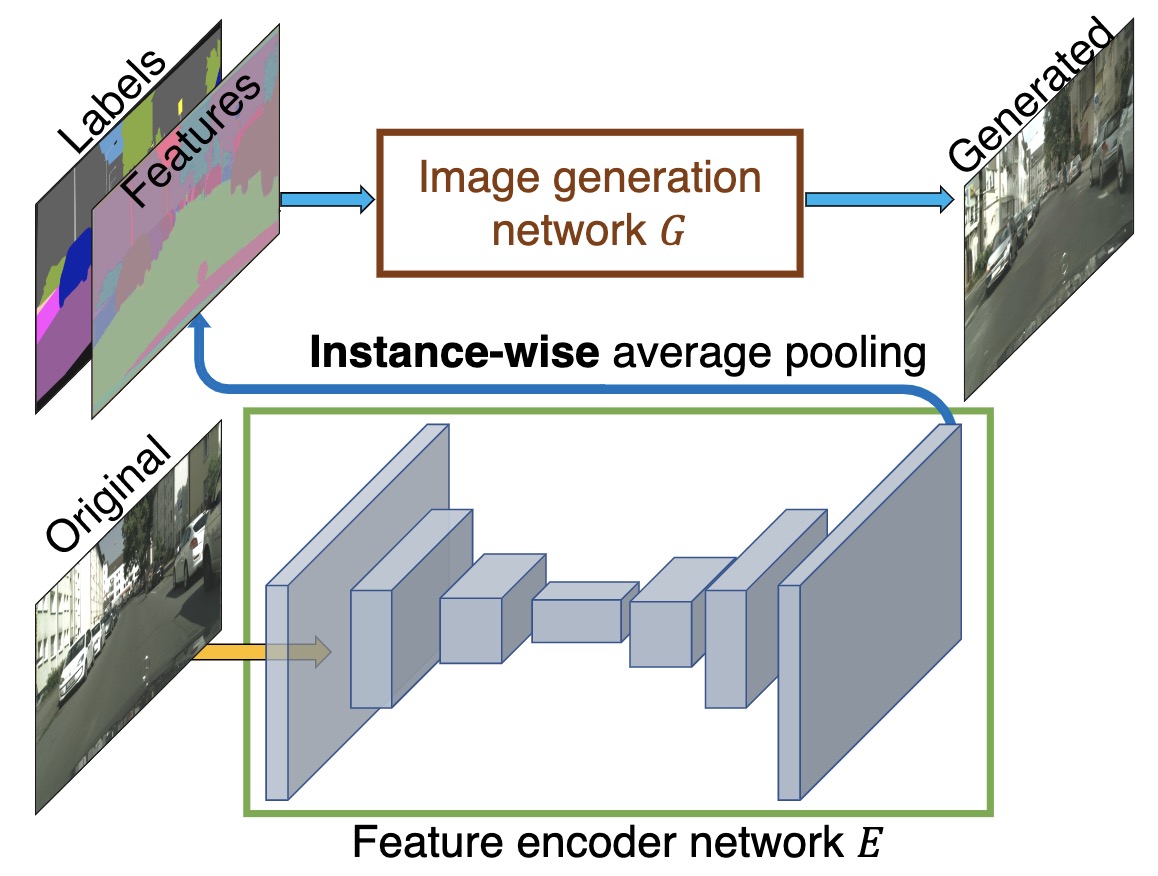 Labels
Features
Generated
Image generation
network G
Instance-wise average pooling
Original
Feature encoder network E